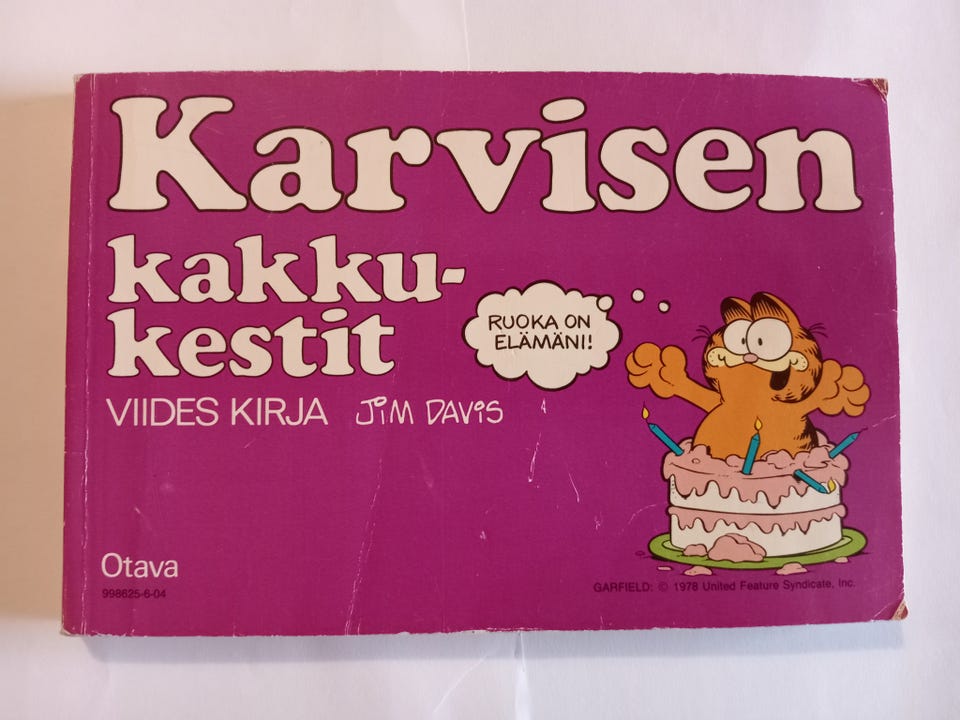 Karvisen
kakku-
kestit
RUOKA ON
ELÄMÄNI!
VIIDES KIRJA JiM DAViS
Otava
998625-6-04
GARFIELD: © 1978 United Feature Syndicate, Inc.